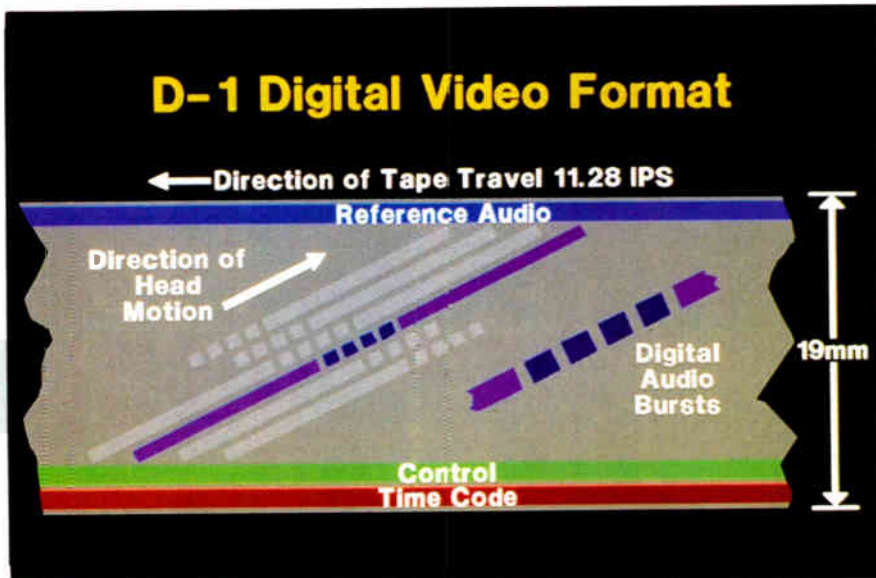 D-1 Digital Video Format
Direction of Tape Travel 11.28 IPS
Reference Audio
Direction of
Head
Motion
19mm
Digital
Audio
Bursts
Control
Time Code